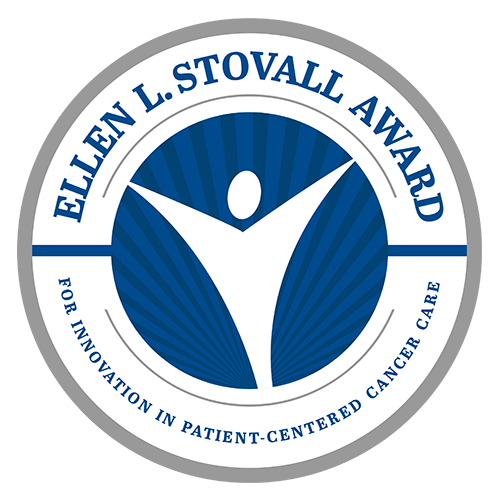 ELLEN L. STOVALL AWARD
FOR INNOVATION IN PATIENT-CENTERED CANCER CARE